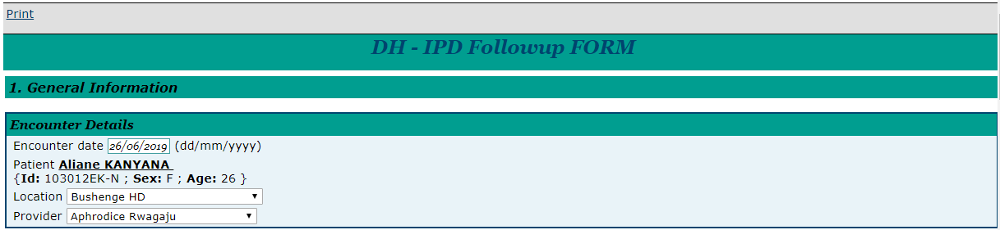 Print
DH - IPD Followup FORM
1. General Information
Encounter Details
Encounter date 26/06/2019 (dd/mm/yyyy)
Patient Aliane KANYANA
{Id: 103012EK-N ; Sex: F ; Age: 26 }
Location Bushenge HD
Provider Aphrodice Rwagaju